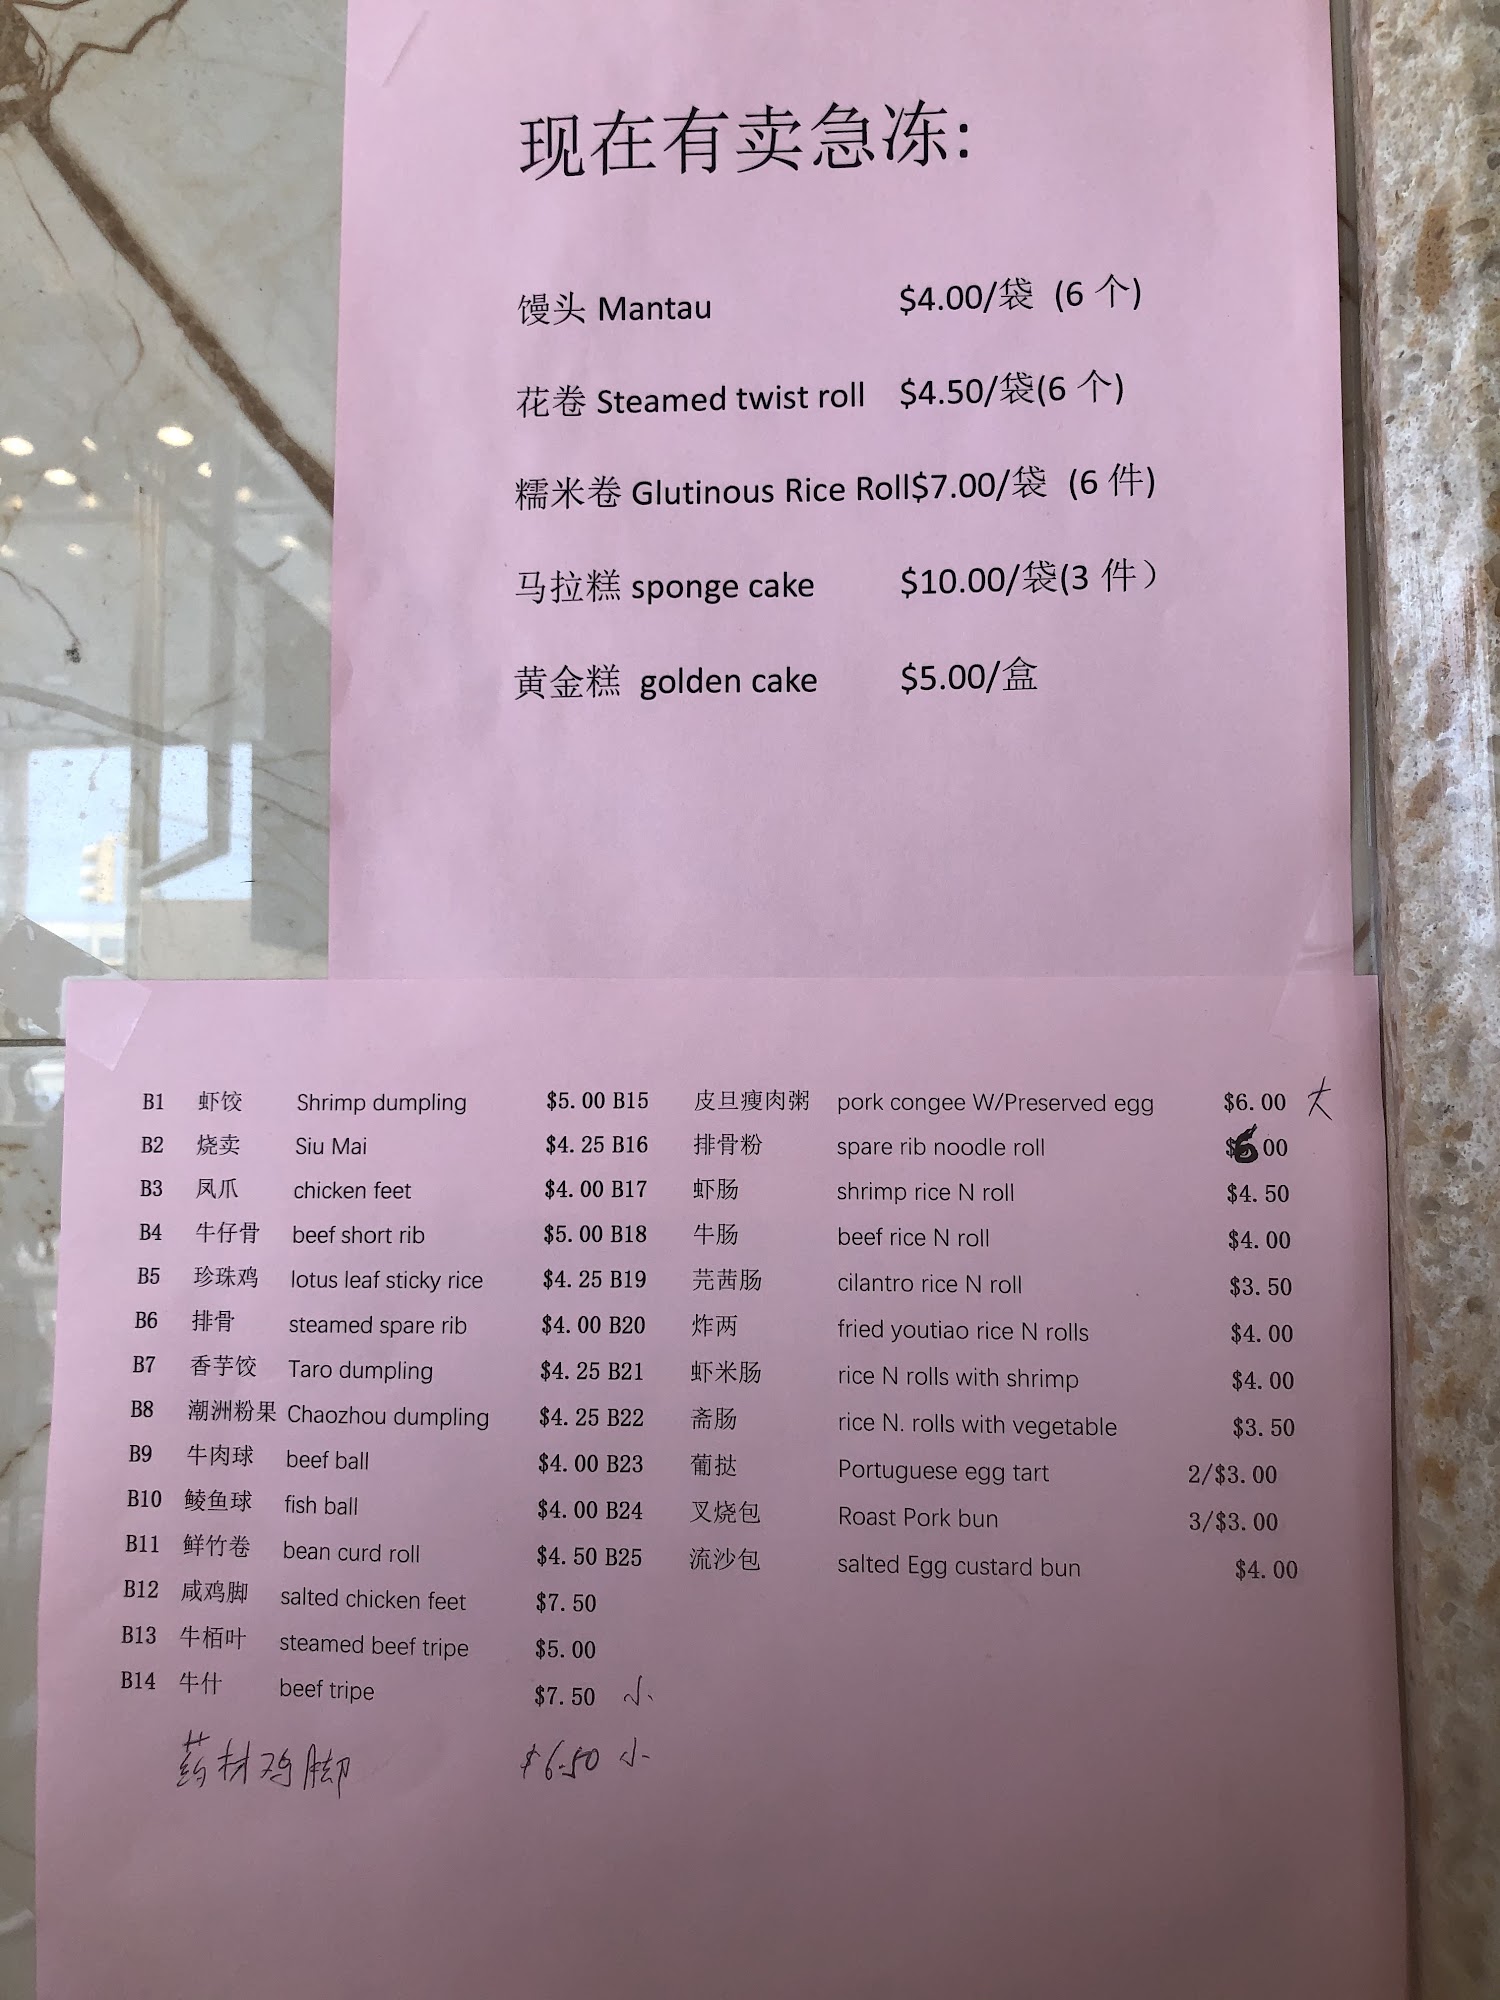 现在有卖急冻:
馒头 Mantau $4.00/袋 (6 个)
花卷 Steamed twist roll $4.50/袋(6 个)
糯米卷 Glutinous Rice Roll$7.00/袋 (6 件)
马拉糕 sponge cake $10.00/袋(3 件）
黄金糕 golden cake $5.00/盒
B1 虾饺 Shrimp dumpling $5.00 B15 皮旦瘦肉粥 pork congee W/Preserved egg $6.00 大
B2 烧卖 Siu Mai $4.25 B16 排骨粉 spare rib noodle roll $6.00
B3 凤爪 chicken feet $4.00 B17 虾肠 shrimp rice N roll $4.50
B4 牛仔骨 beef short rib $5.00 B18 牛肠 beef rice N roll $4.00
B5 珍珠鸡 lotus leaf sticky rice $4.25 B19 芫茜肠 cilantro rice N roll $3.50
B6 排骨 steamed spare rib $4.00 B20 炸两 fried youtiao rice N rolls $4.00
B7 香芋饺 Taro dumpling $4.25 B21 虾米肠 rice N rolls with shrimp $4.00
B8 潮洲粉果 Chaozhou dumpling $4.25 B22 斋肠 rice N. rolls with vegetable $3.50
B9 牛肉球 beef ball $4.00 B23 葡挞 Portuguese egg tart 2/$3.00
B10 鲮鱼球 fish ball $4.00 B24 叉烧包 Roast Pork bun 3/$3.00
B11 鲜竹卷 bean curd roll $4.50 B25 流沙包 salted Egg custard bun $4.00
B12 咸鸡脚 salted chicken feet $7.50
B13 牛栢叶 steamed beef tripe $5.00
B14 牛什 beef tripe $7.50 小
药材鸡脚 $6.50 小